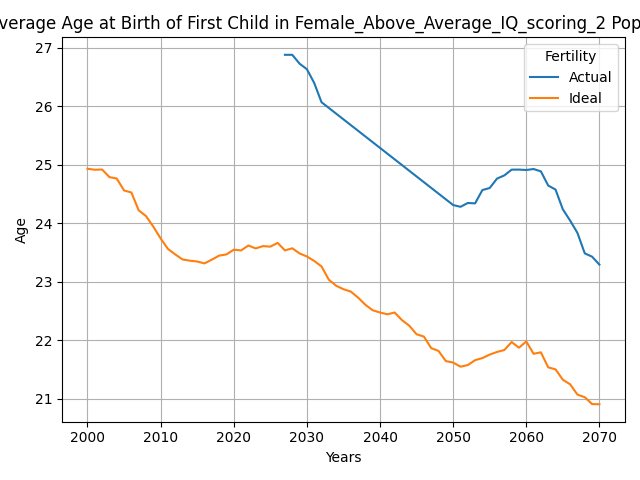 verage Age at Birth of First Child in Female_Above_Average_IQ_scoring_2 Pop
27
26
25
24
23
22
21
Age
Fertility
Actual
Ideal
2000 2010 2020 2030 2040 2050 2060 2070
Years